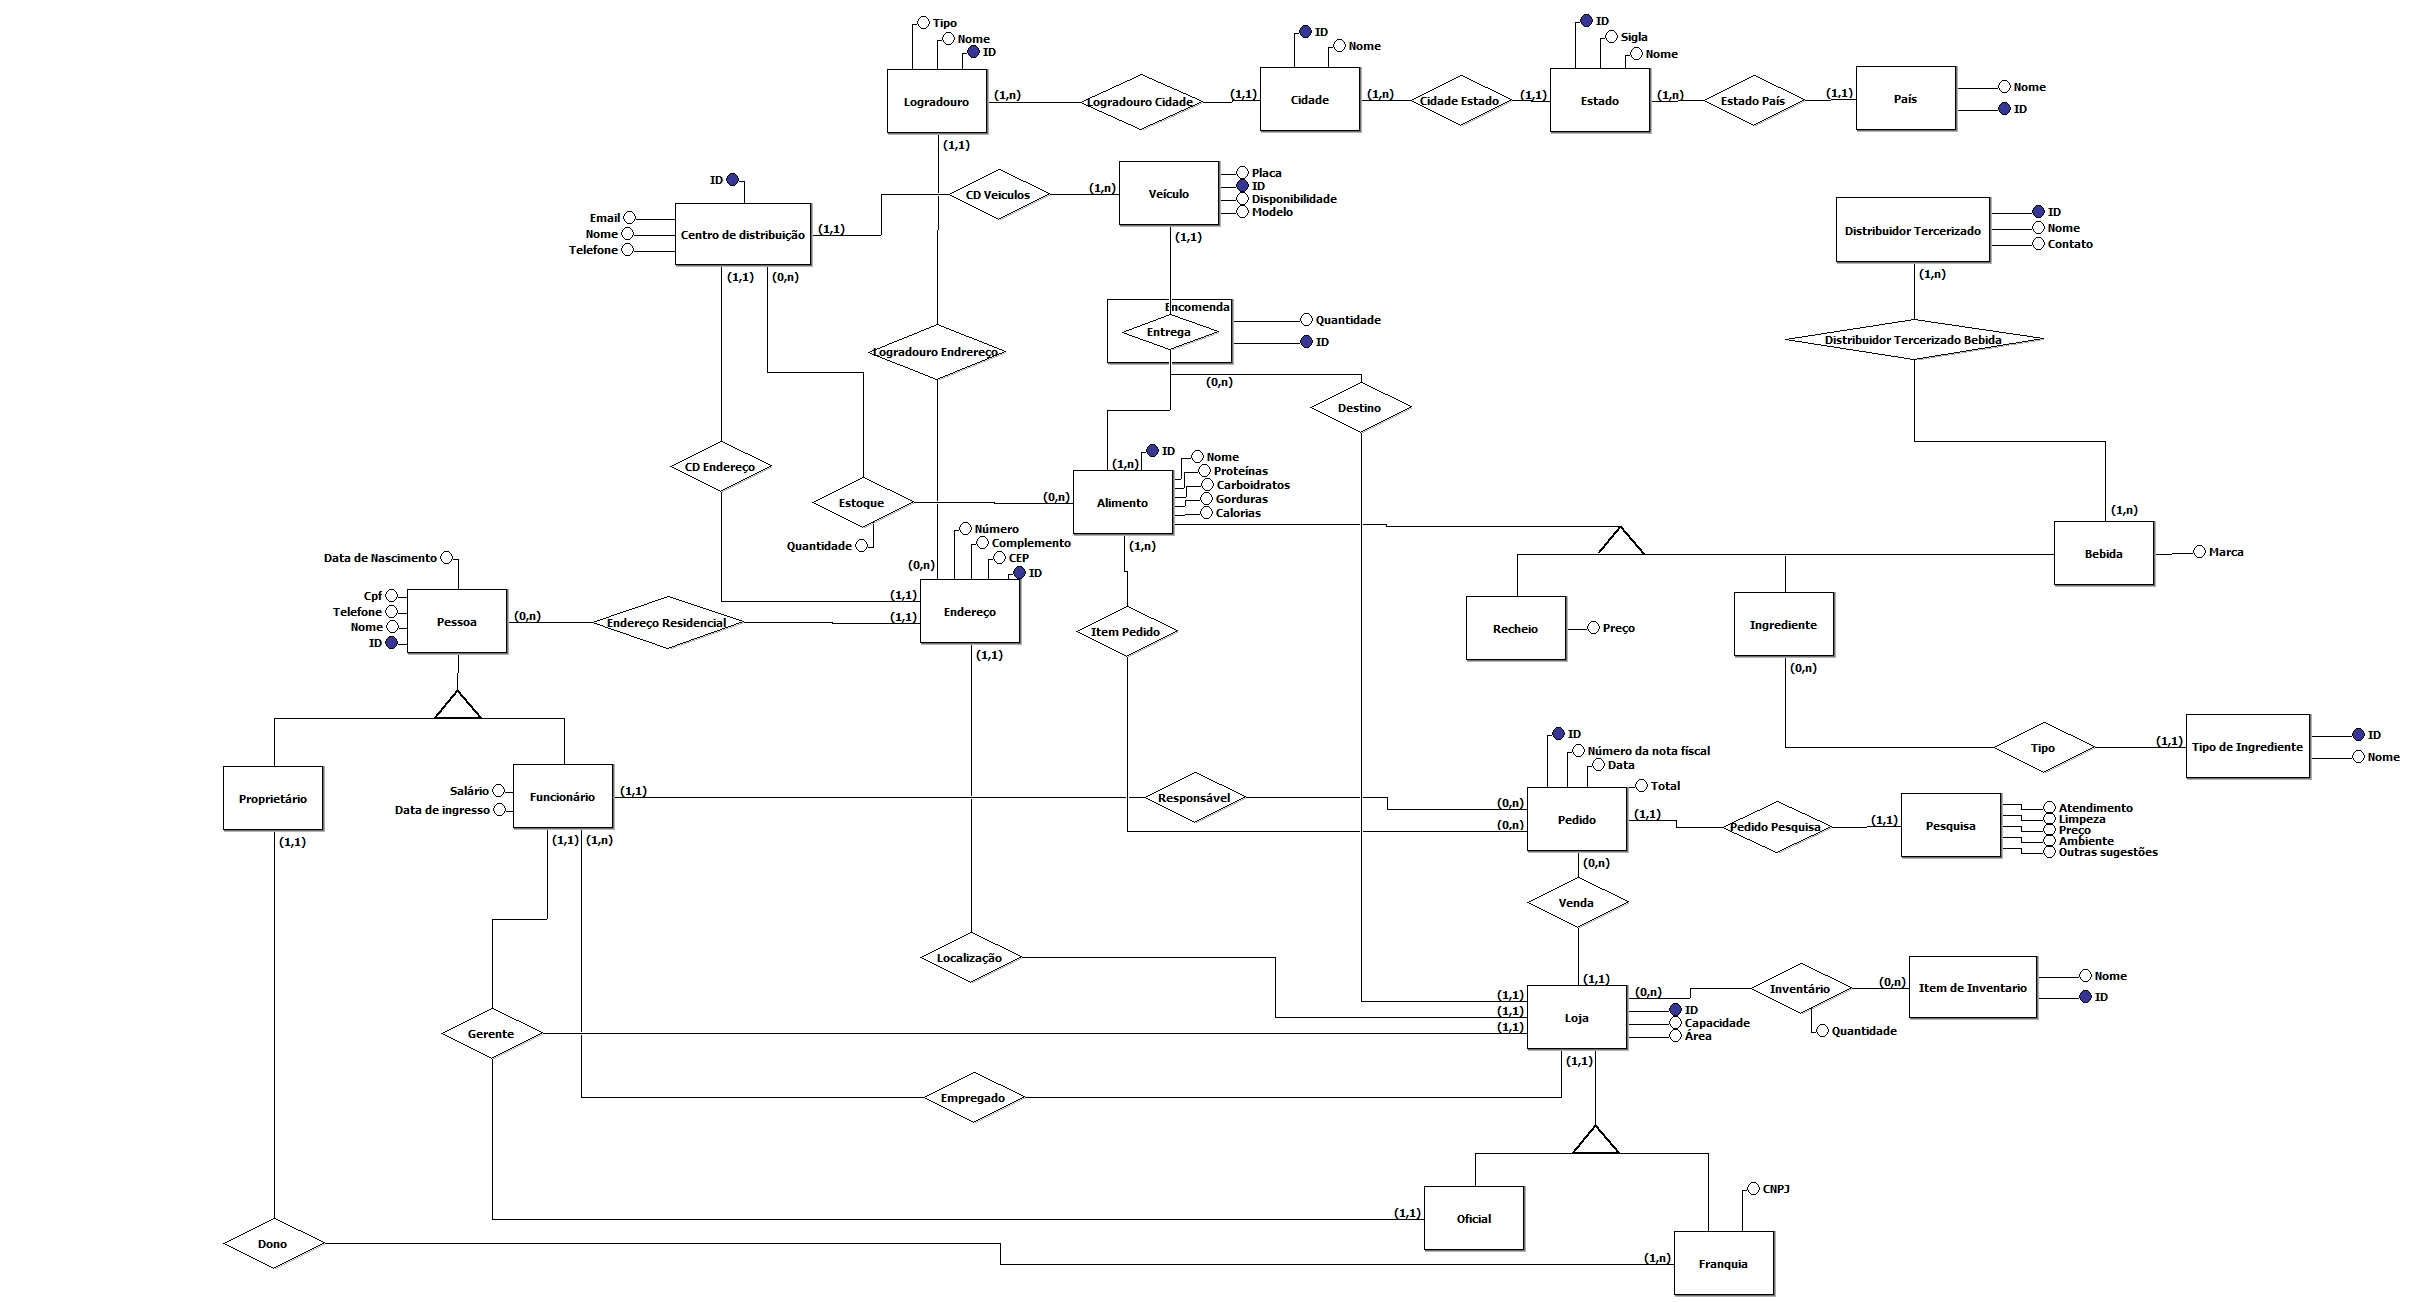 Tipo
Nome
ID
Logradouro
(1,n)
Logradouro Cidade
(1,1)
ID
Nome
Cidade
(1,n)
Cidade Estado
(1,1)
ID
Sigla
Nome
Estado
(1,n)
Estado País
(1,1)
País
Nome
ID
(1,1)
ID
Email
Nome
Telefone
Centro de distribuição
(1,1)
CD Veiculos
(1,n)
Veículo
Placa
ID
Disponibilidade
Modelo
(1,1)
Distribuidor Tercerizado
ID
Nome
Contato
(1,n)
(1,1)
(0,n)
Encomenda
Entrega
Quantidade
ID
Logradouro Endrereço
Distribuidor Tercerizado Bebida
(0,n)
Destino
CD Endereço
Estoque
Quantidade
(0,n)
(1,n)
ID
Nome
Proteínas
Carboidratos
Gorduras
Calorias
Alimento
(1,n)
(1,n)
Bebida
Marca
Número
Complemento
CEP
ID
(0,n)
(1,1)
(1,1)
Endereço
(1,1)
Data de Nascimento
Cpf
Telefone
Nome
ID
Pessoa
(0,n)
Endereço Residencial
Item Pedido
Recheio
Preço
Ingrediente
(0,n)
Tipo
(1,1)
Tipo de Ingrediente
ID
Nome
Proprietário
(1,1)
Salário
Data de ingresso
Funcionário
(1,1)
(1,1)
(1,n)
Responsável
(0,n)
(0,n)
ID
Número da nota físcal
Data
Total
Pedido
(1,1)
Pedido Pesquisa
(1,1)
Pesquisa
Atendimento
Limpeza
Preço
Ambiente
Outras sugestões
(0,n)
Venda
(1,1)
Localização
(1,1)
(1,1)
(1,1)
Loja
(0,n)
ID
Capacidade
Área
Inventário
Quantidade
(0,n)
Item de Inventario
Nome
ID
Gerente
(1,1)
Empregado
(1,1)
Oficial
CNPJ
Dono
(1,n)
Franquia